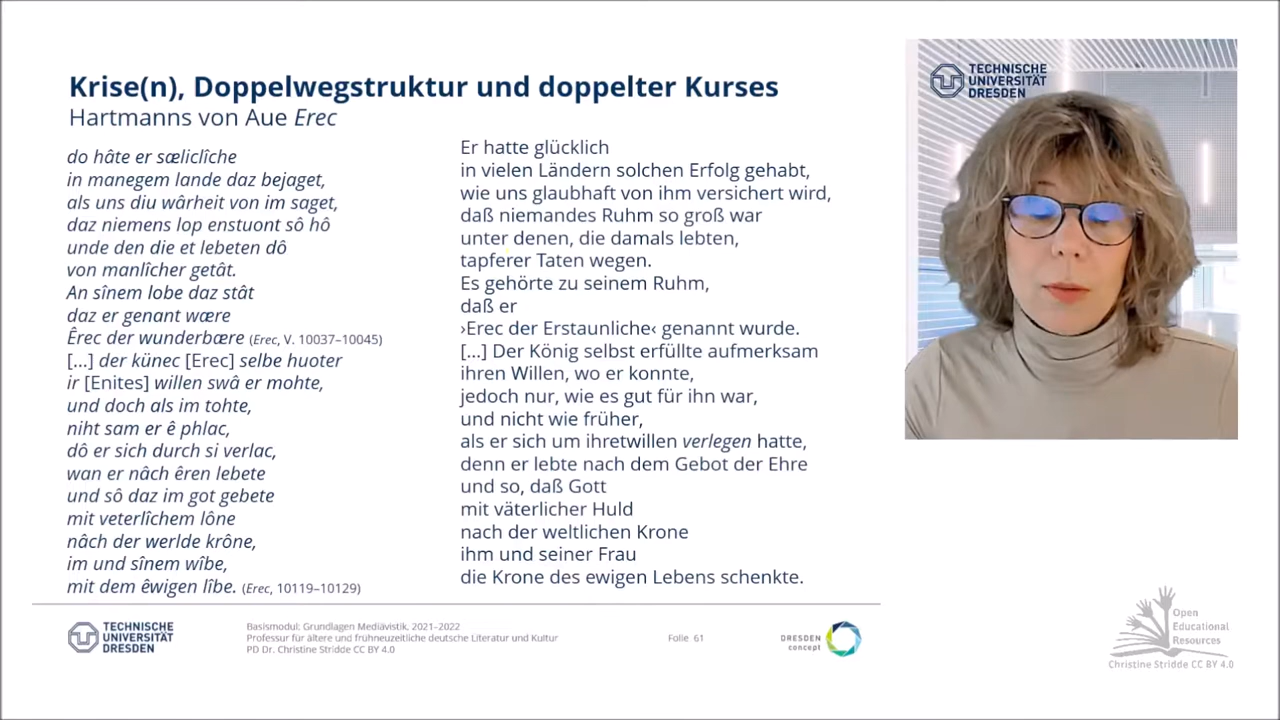 Krise(n), Doppelwegstruktur und doppelter Kurses
Hartmanns von Aue Erec
do hâte er sæliclîche
in manegem lande daz bejaget,
als uns diu wârheit von im saget,
daz niemens lop enstuont sô hô
unde den die et lebeten dô
von manlîcher getât.
An sînem lobe daz stât
daz er genant wære
Êrec der wunderbære (Erec, V. 10037–10045)
[…] der künec [Erec] selbe huoter
ir [Enites] willen swâ er mohte,
und doch als im tohte,
niht sam er ê phlac,
dô er sich durch si verlac,
wan er nâch êren lebete
und sô daz im got gebete
mit veterlîchem lône
nâch der werlde krône,
im und sînem wîbe,
mit dem êwigen lîbe. (Erec, 10119–10129)
Er hatte glücklich
in vielen Ländern solchen Erfolg gehabt,
wie uns glaubhaft von ihm versichert wird,
daß niemandes Ruhm so groß war
unter denen, die damals lebten,
tapferer Taten wegen.
Es gehörte zu seinem Ruhm,
daß er
›Erec der Erstaunliche‹ genannt wurde.
[…] Der König selbst erfüllte aufmerksam
ihren Willen, wo er konnte,
jedoch nur, wie es gut für ihn war,
und nicht wie früher,
als er sich um ihretwillen verlegen hatte,
denn er lebte nach dem Gebot der Ehre
und so, daß Gott
mit väterlicher Huld
nach der weltlichen Krone
ihm und seiner Frau
die Krone des ewigen Lebens schenkte.
TECHNISCHE
UNIVERSITÄT
DRESDEN
TECHNISCHE
UNIVERSITÄT
DRESDEN
Basismodul: Grundlagen Mediävistik, 2021–2022
Professur für ältere und frühneuzeitliche deutsche Literatur und Kultur
PD Dr. Christine Stridde CC BY 4.0
Folie 61
DRESDEN
concept
Open
Educational
Resources
Christine Stridde CC BY 4.0